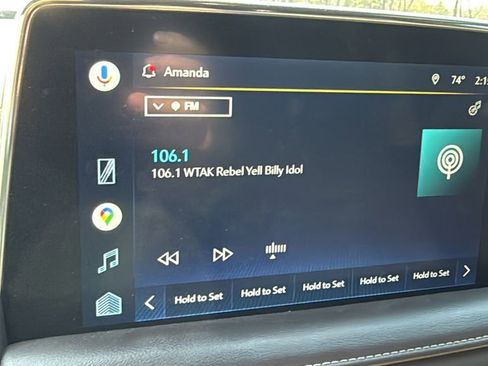 Amanda
74°
FM
106.1
106.1 WTAK Rebel Yell Billy Idol
Hold to Set Hold to Set Hold to Set Hold to Set Hold to Set